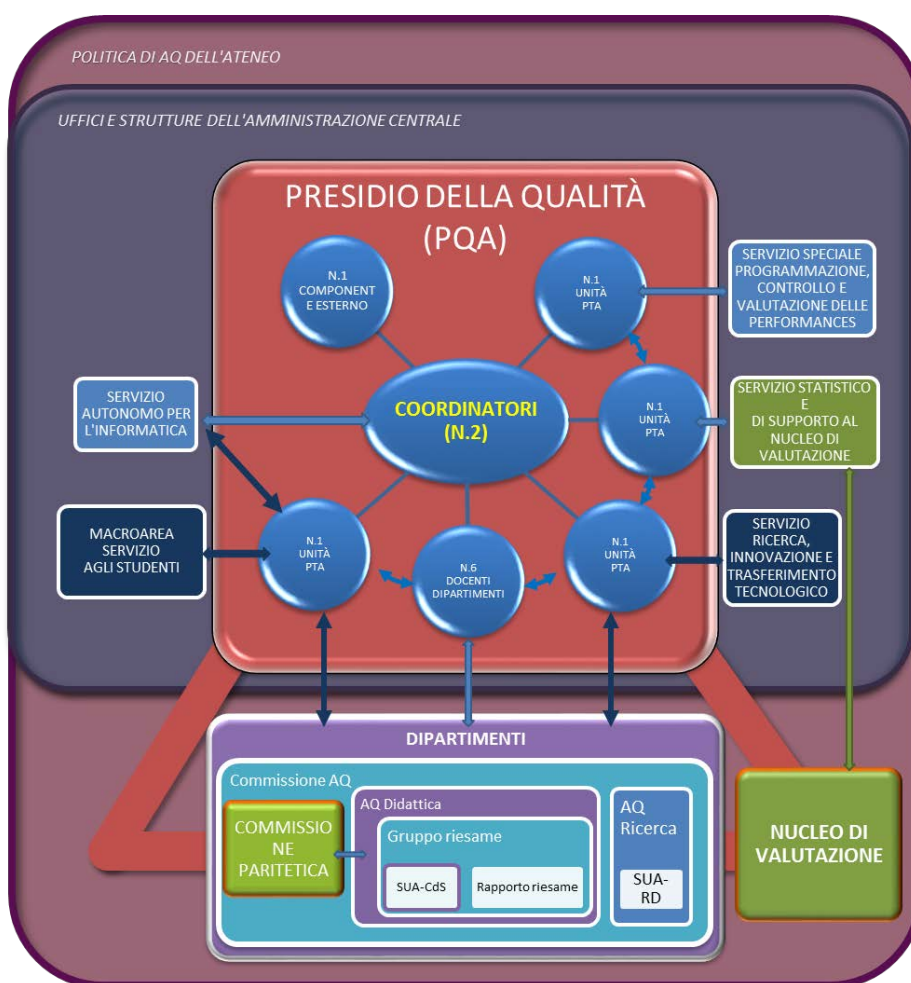 POLITICA DI AQ DELL'ATENEO
UFFICI E STRUTTURE DELL'AMMINISTRAZIONE CENTRALE
PRESIDIO DELLA QUALITÀ
(PQA)
N.1
COMPONENT
E ESTERNO
N.1
UNITÀ
PTA
SERVIZIO SPECIALE
PROGRAMMAZIONE,
CONTROLLO E
VALUTAZIONE DELLE
PERFORMANCES
SERVIZIO
AUTONOMO PER
L'INFORMATICA
COORDINATORI
(N.2)
N.1
UNITÀ
PTA
SERVIZIO STATISTICO
E
DI SUPPORTO AL
NUCLEO DI
VALUTAZIONE
MACROAREA
SERVIZIO
AGLI STUDENTI
N.1
UNITÀ
PTA
N.6
DOCENTI
DIPARTIMENTI
N.1
UNITÀ
PTA
SERVIZIO
RICERCA,
INNOVAZIONE E
TRASFERIMENTO
TECNOLOGICO
DIPARTIMENTI
Commissione AQ
COMMISSIO
NE
PARITETICA
AQ Didattica
Gruppo riesame
SUA-CdS
Rapporto riesame
AQ
Ricerca
SUA-
RD
NUCLEO DI
VALUTAZIONE